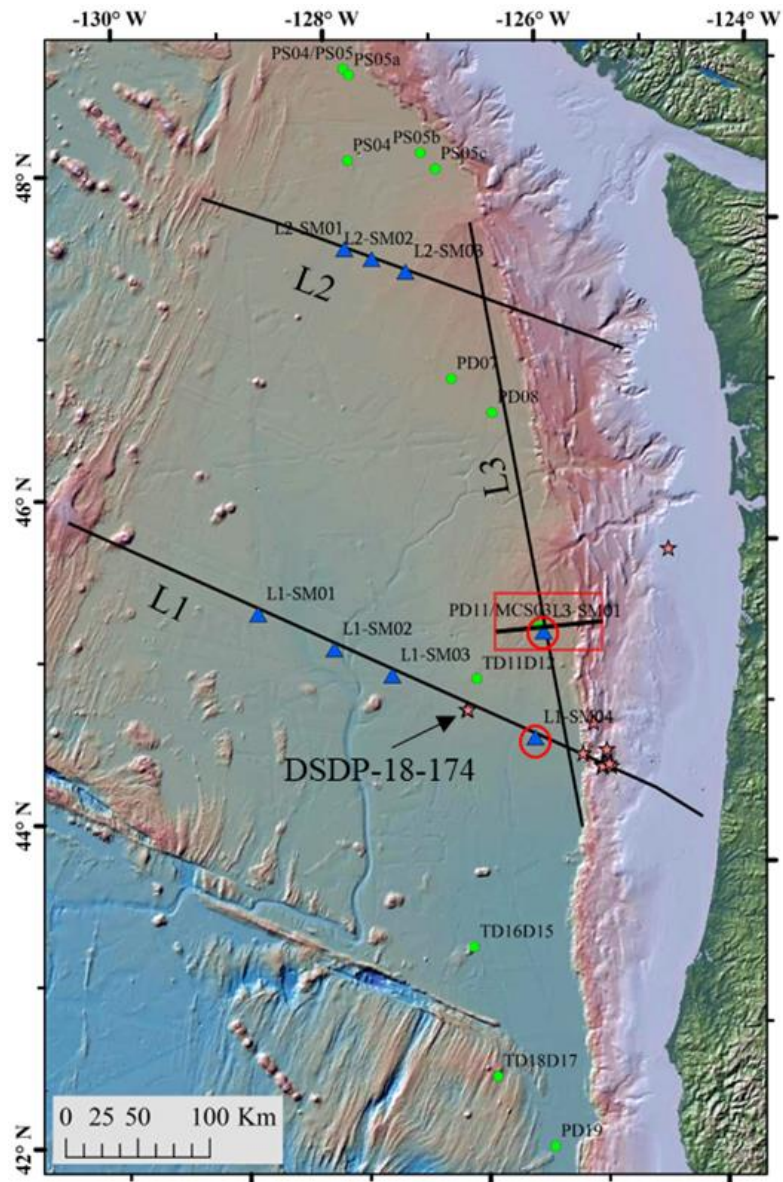 -130° W -128° W -126° W -124° W
PS04/PS05
PS05a
PS05b
PS04
PS05c
48° N
L2-SM01
L2-SM02
L2-SM03
L2
PD07
PD08
L3
46° N
L1-SM01
L1
PD11/MCS03
L3-SM01
L1-SM02
L1-SM03
TD11D12
L1-SM04
DSDP-18-174
44° N
TD16D15
TD18D17
0 25 50 100 Km
PD19
42° N